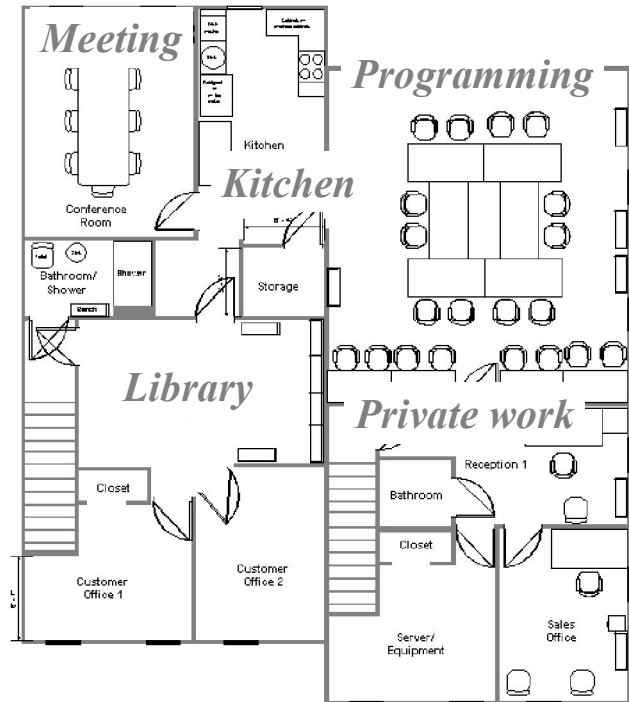 Meeting
Programming
Kitchen
Kitchen
Conference
Room
Bathroom/
Shower
Shower
Bench
Storage
Library
Private work
Reception 1
Bathroom
Closet
Closet
Customer
Office 1
Customer
Office 2
Server/
Equipment
Sales
Office